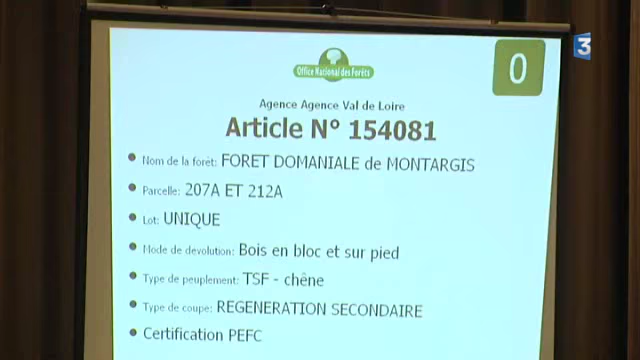 3
Office National des Forêts
0
Agence Agence Val de Loire
Article N° 154081
Nom de la forêt: FORET DOMANIALE de MONTARGIS
Parcelle: 207A ET 212A
Lot: UNIQUE
Mode de devolution: Bois en bloc et sur pied
Type de peuplement: TSF - chêne
Type de coupe: REGENERATION SECONDAIRE
Certification PEFC